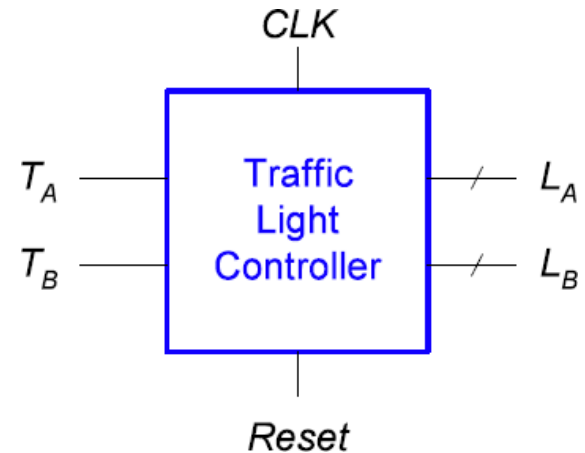 CLK
T_A
Traffic
Light
Controller
L_A
T_B
L_B
Reset